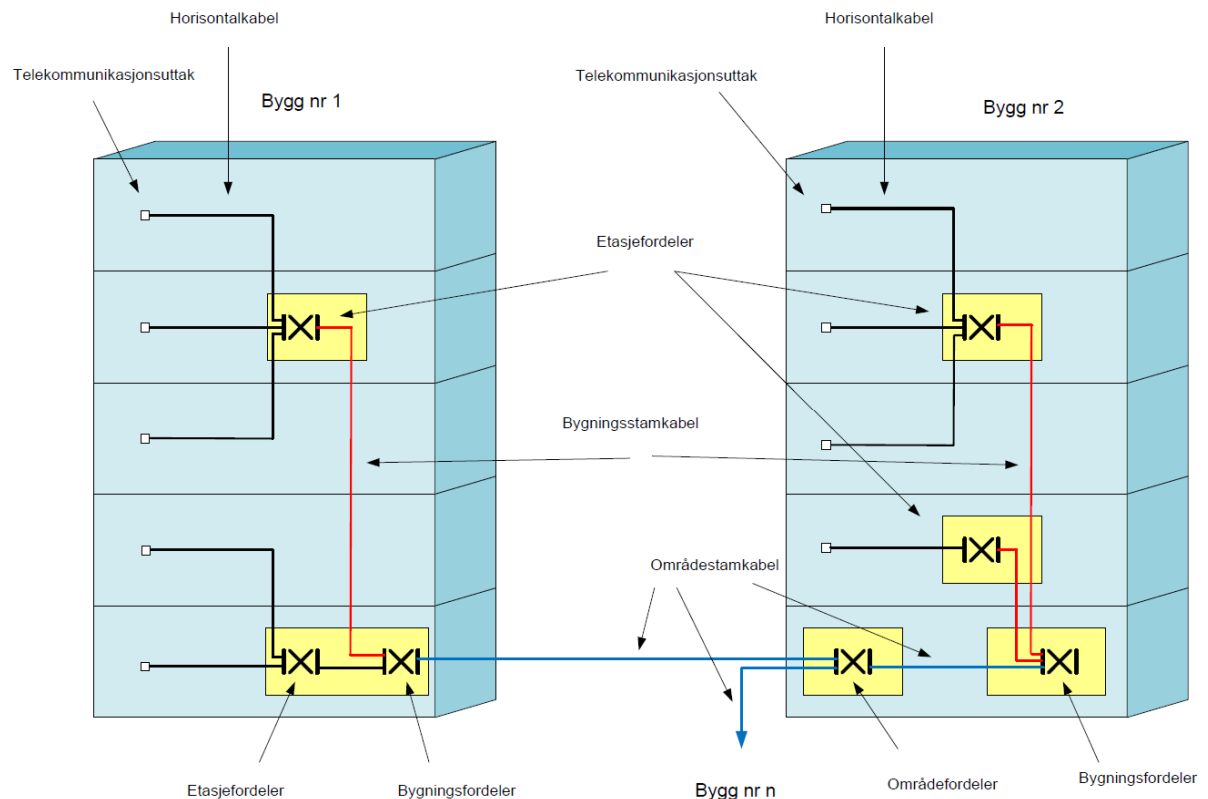 Horisontalkabel
Horisontalkabel
Telekommunikasjonsuttak
Telekommunikasjonsuttak
Bygg nr 1
Bygg nr 2
Etasjefordeler
Bygningsstamkabel
Områdestamkabel
Etasjefordeler
Bygningsfordeler
Bygg nr n
Områdefordeler
Bygningsfordeler